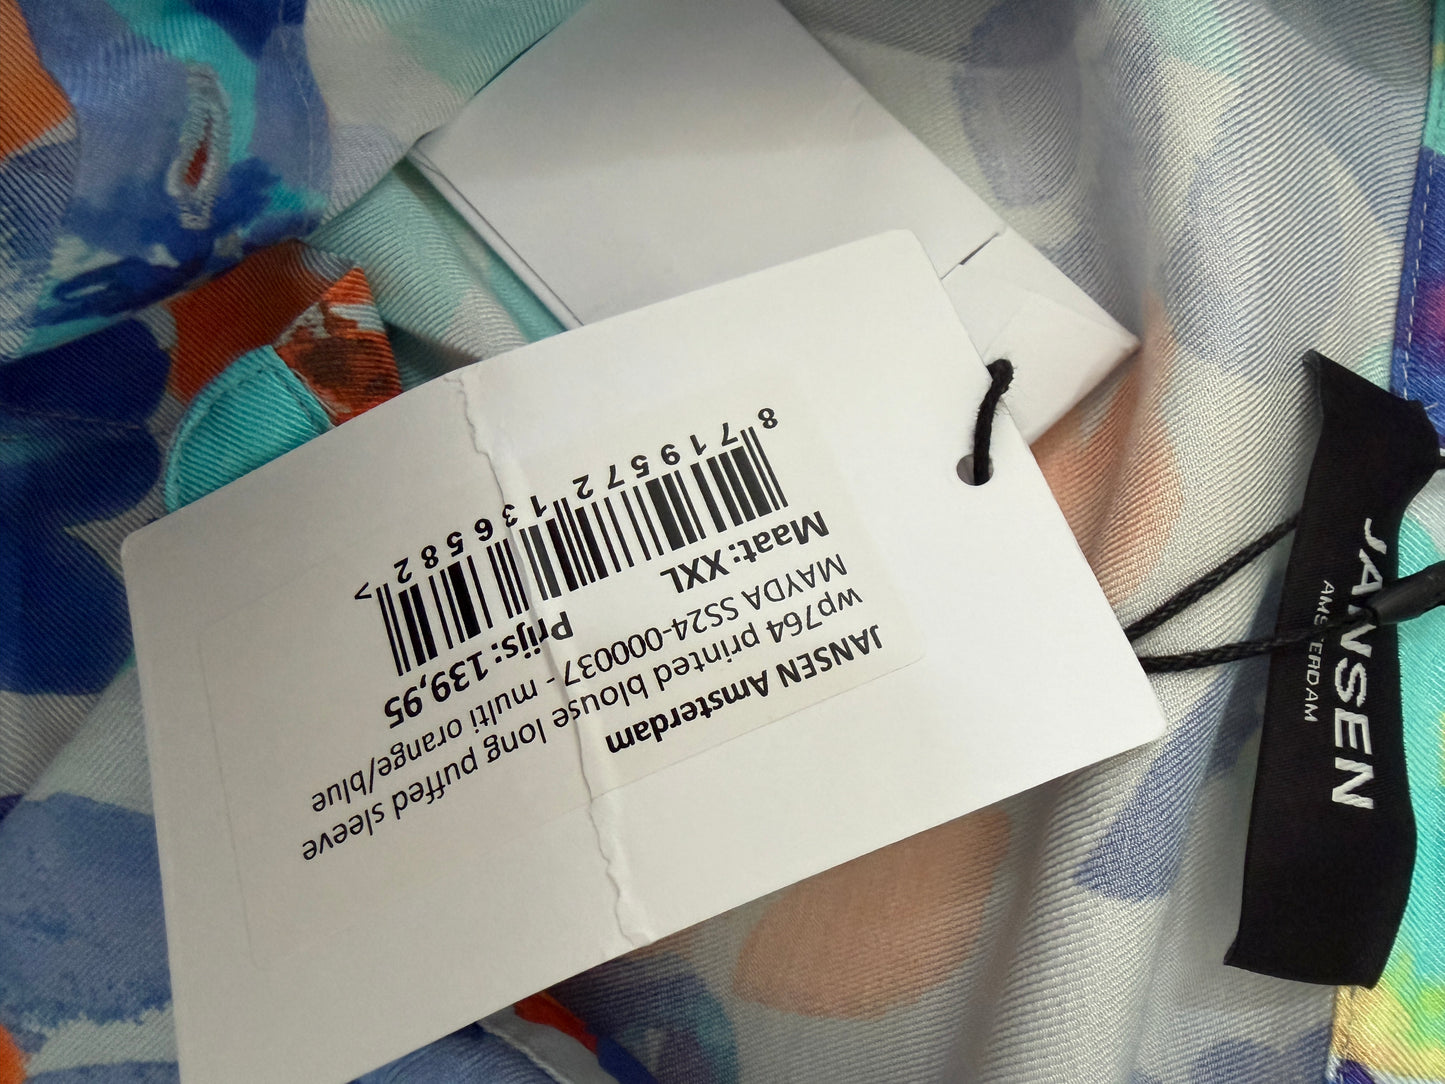 JANSEN Amsterdam
wp764 printed blouse long puffed sleeve
MAYDA SS24-000037 - multi orange/blue
Maat: XXL Prijs: 139,95
8 719572 136582 >
JANSEN
AMSTERDAM